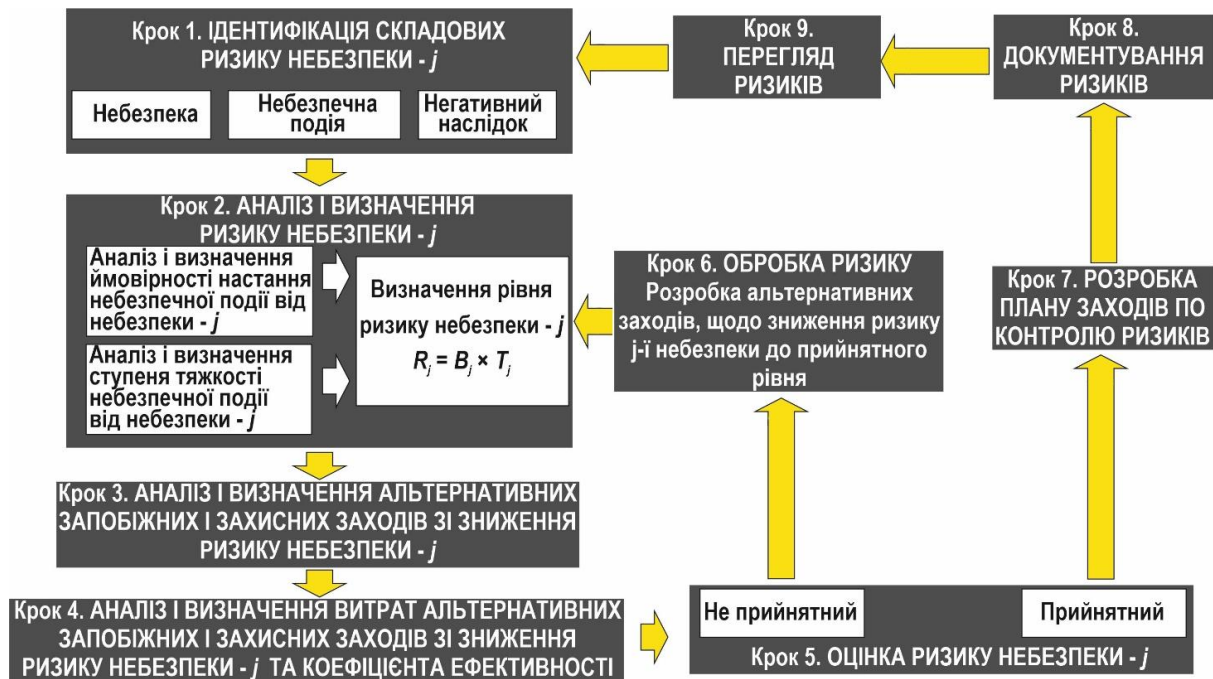 Крок 1. ІДЕНТИФІКАЦІЯ СКЛАДОВИХ
РИЗИКУ НЕБЕЗПЕКИ - j
Небезпека
Небезпечна
подія
Негативний
наслідок
Крок 2. АНАЛІЗ І ВИЗНАЧЕННЯ
РИЗИКУ НЕБЕЗПЕКИ - j
Аналіз і визначення
ймовірності настання
небезпечної події від
небезпеки - j
Аналіз і визначення
ступеня тяжкості
небезпечної події
від небезпеки - j
Визначення рівня
ризику небезпеки - j
Rj = Bj × Tj
Крок 3. АНАЛІЗ І ВИЗНАЧЕННЯ АЛЬТЕРНАТИВНИХ
ЗАПОБІЖНИХ І ЗАХИСНИХ ЗАХОДІВ ЗІ ЗНИЖЕННЯ
РИЗИКУ НЕБЕЗПЕКИ - j
Крок 4. АНАЛІЗ І ВИЗНАЧЕННЯ ВИТРАТ АЛЬТЕРНАТИВНИХ
ЗАПОБІЖНИХ І ЗАХИСНИХ ЗАХОДІВ ЗІ ЗНИЖЕННЯ
РИЗИКУ НЕБЕЗПЕКИ - j ТА КОЕФІЦІЄНТА ЕФЕКТИВНОСТІ
Не прийнятний
Прийнятний
Крок 5. ОЦІНКА РИЗИКУ НЕБЕЗПЕКИ - j
Крок 6. ОБРОБКА РИЗИКУ
Розробка альтернативних
заходів, щодо зниження ризику
j-ї небезпеки до прийнятного
рівня
Крок 7. РОЗРОБКА
ПЛАНУ ЗАХОДІВ ПО
КОНТРОЛЮ РИЗИКІВ
Крок 8.
ДОКУМЕНТУВАННЯ
РИЗИКІВ
Крок 9.
ПЕРЕГЛЯД
РИЗИКІВ